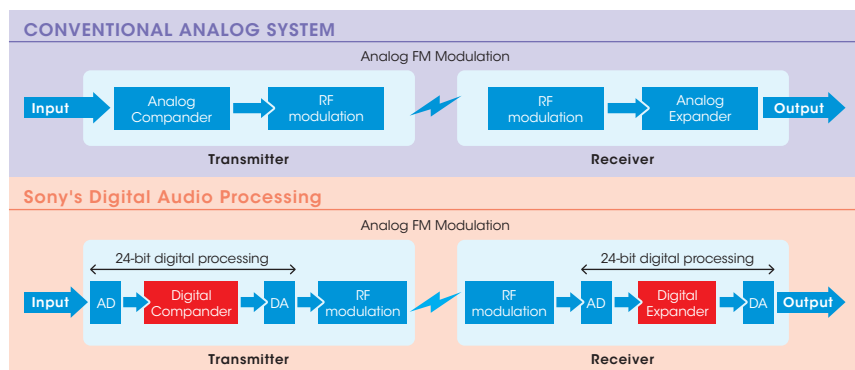 CONVENTIONAL ANALOG SYSTEM
Analog FM Modulation
Input
Analog
Compander
RF
modulation
RF
modulation
Analog
Expander
Output
Transmitter
Receiver
Sony's Digital Audio Processing
Analog FM Modulation
24-bit digital processing
24-bit digital processing
Input
AD
Digital
Compander
DA
RF
modulation
RF
modulation
AD
Digital
Expander
DA
Output
Transmitter
Receiver